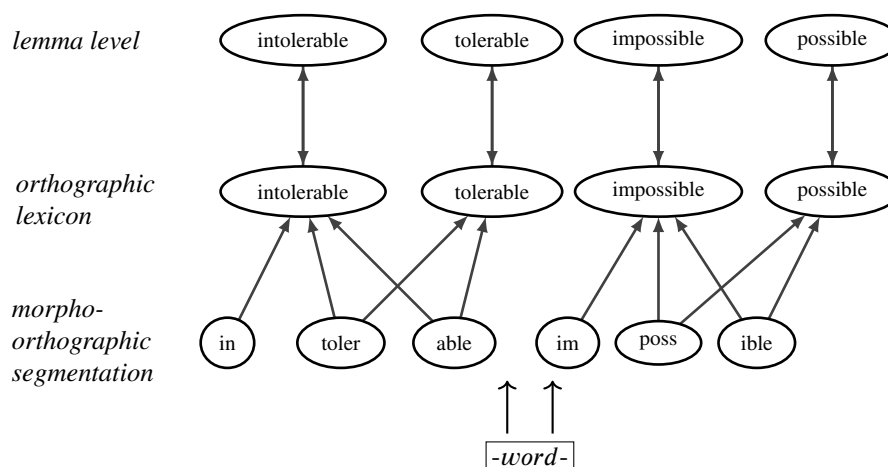 lemma level
intolerable tolerable impossible possible
orthographic
lexicon
intolerable tolerable impossible possible
morpho-
orthographic
segmentation
in toler able im poss ible
-word-